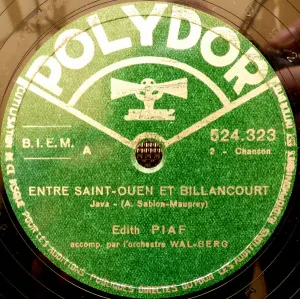 POLYDOR
B.I.E.M.
A
524.323
2 - Chanson
ENTRE SAINT-OUEN ET BILLANCOURT
Java - (A. Sablon-Mauprey)
Edith PIAF
accomp. par l'orchestre WAL-BERG